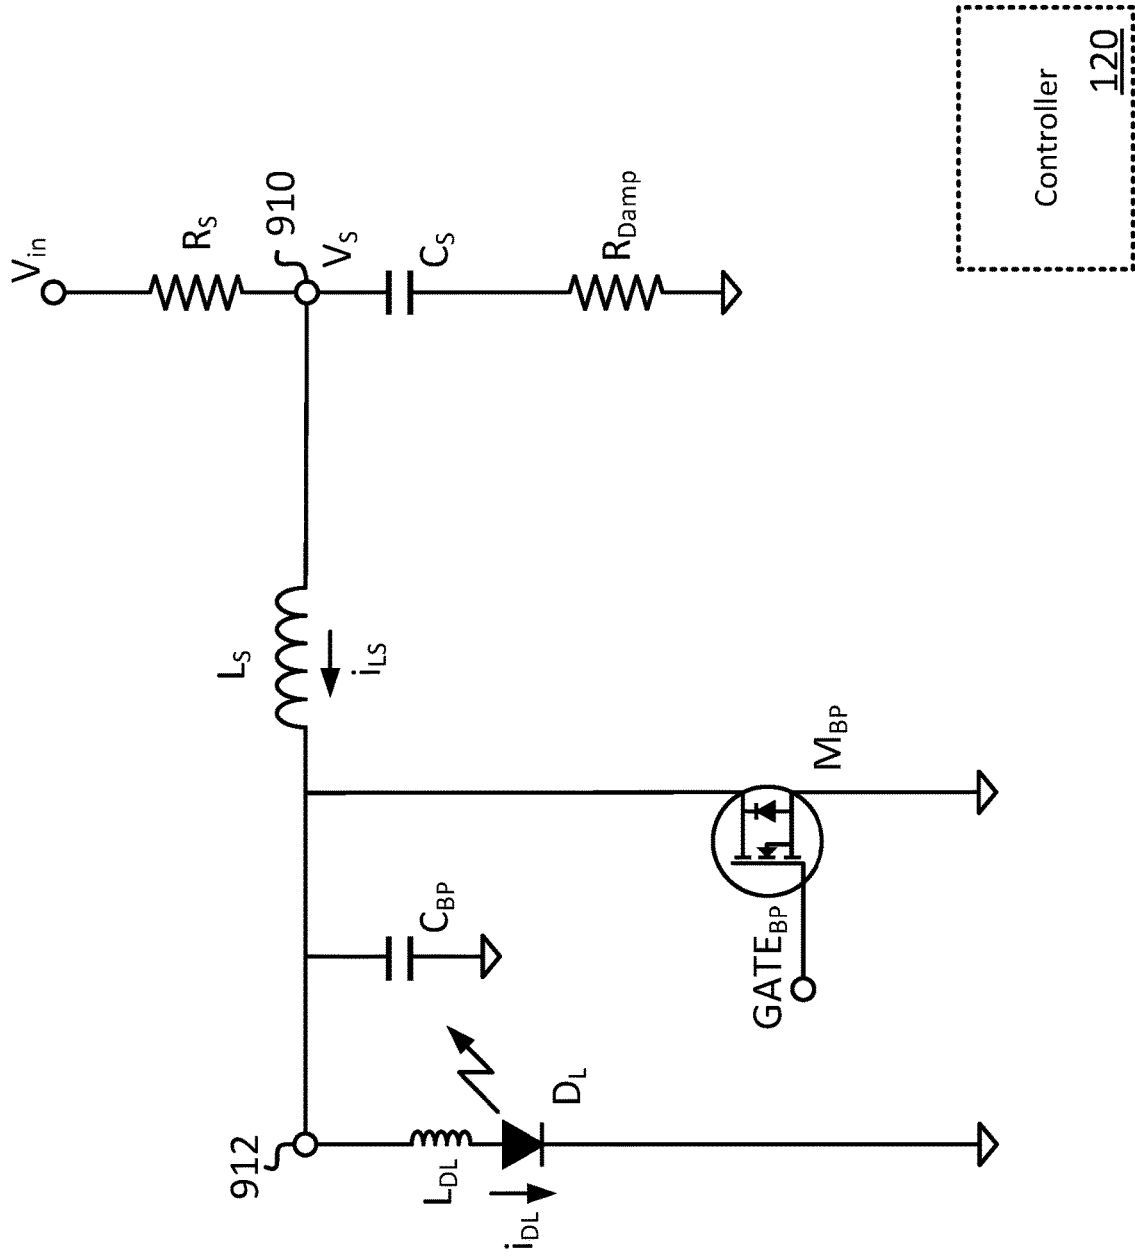 Vin
RS
910
VS
CS
RDamp
LS
iLS
MBP
GATEBP
CBP
912
LDL
iDL
DL
Controller
120